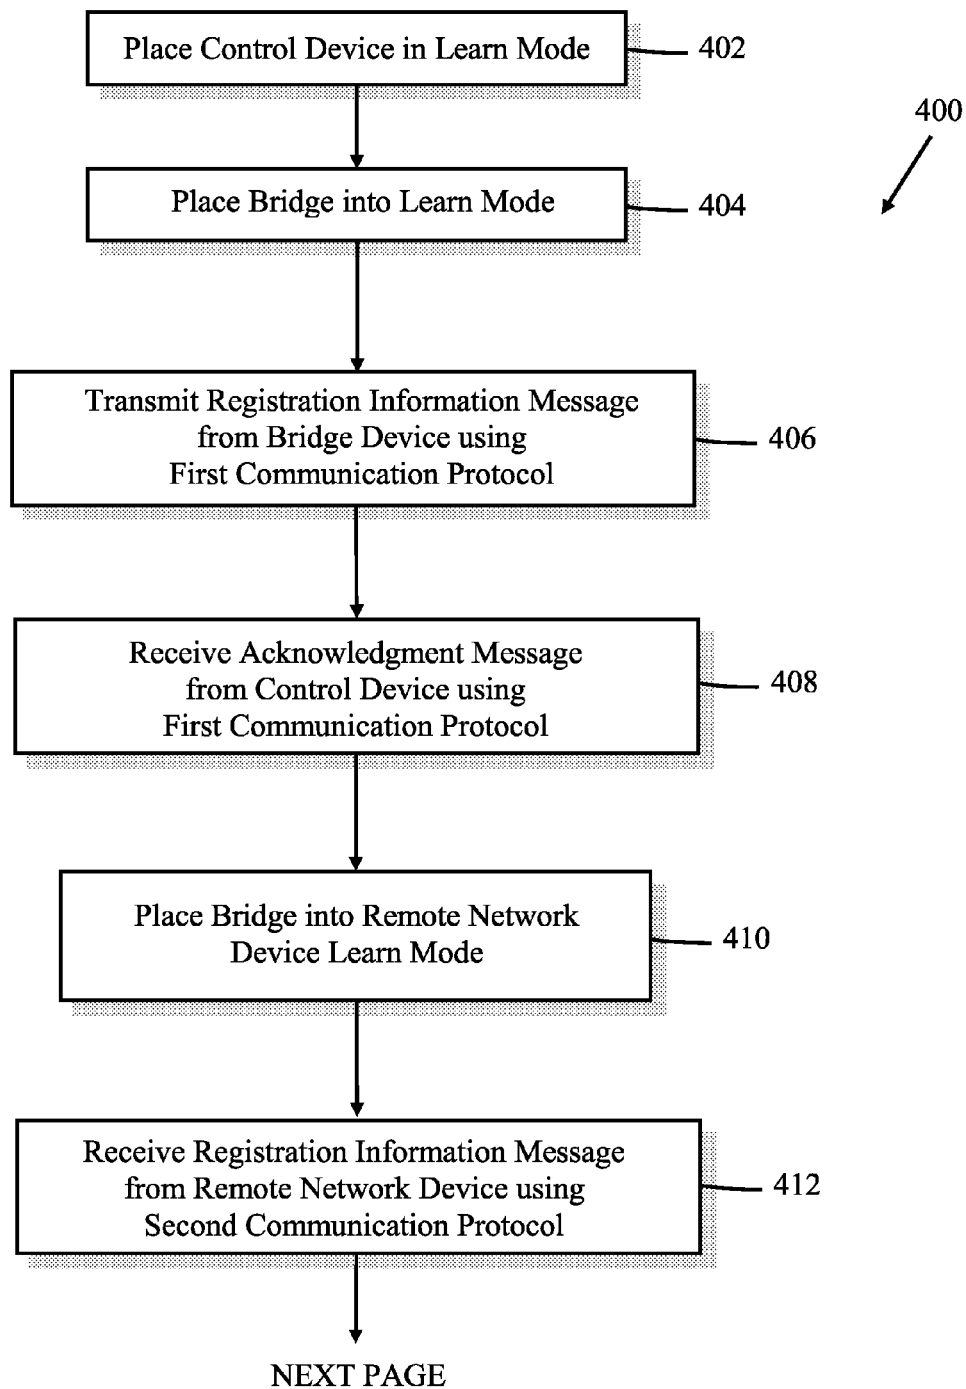 Place Control Device in Learn Mode
402
400
Place Bridge into Learn Mode
404
Transmit Registration Information Message
from Bridge Device using
First Communication Protocol
406
Receive Acknowledgment Message
from Control Device using
First Communication Protocol
408
Place Bridge into Remote Network
Device Learn Mode
410
Receive Registration Information Message
from Remote Network Device using
Second Communication Protocol
412
NEXT PAGE